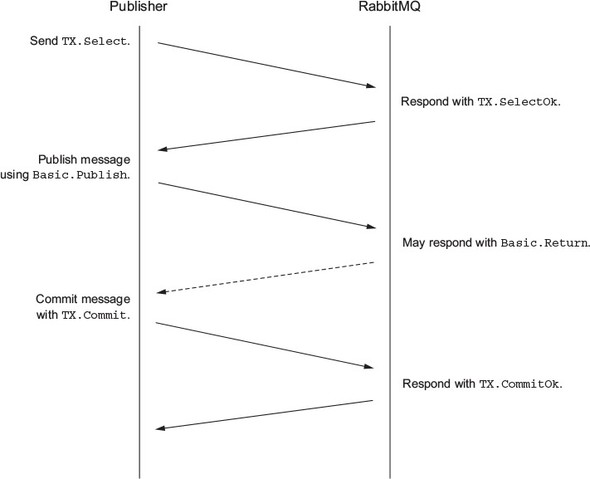 Publisher
RabbitMQ
Send TX.Select.
Respond with TX.SelectOk.
Publish message
using Basic.Publish.
May respond with Basic.Return.
Commit message
with TX.Commit.
Respond with TX.CommitOk.